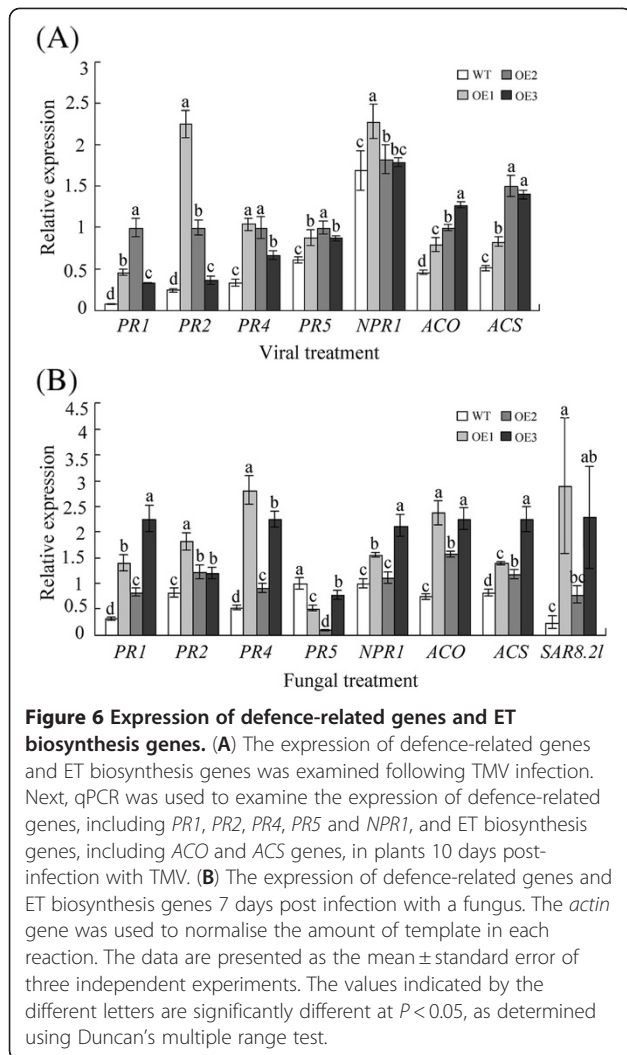 (A)
WT OE2
OE1 OE3
Relative expression
3
2.5
2
1.5
1
0.5
0
d b a c
d a b c
c a a b
c b a b
c a b bc
d c b a
c b a a
PR1 PR2 PR4 PR5 NPR1 ACO ACS
Viral treatment
(B)
WT OE2
OE1 OE3
Relative expression
4.5
3.5
3
2.5
2
1.5
1
0.5
0
d b c a
c a b b
d a c b
a c d b
c b c a
c a b a
d c b a
c a bc ab
PR1 PR2 PR4 PR5 NPR1 ACO ACS SAR8.2l
Fungal treatment
Figure 6 Expression of defence-related genes and ET
biosynthesis genes. (A) The expression of defence-related genes
and ET biosynthesis genes was examined following TMV infection.
Next, qPCR was used to examine the expression of defence-related
genes, including PR1, PR2, PR4, PR5 and NPR1, and ET biosynthesis
genes, including ACO and ACS genes, in plants 10 days post-
infection with TMV. (B) The expression of defence-related genes and
ET biosynthesis genes 7 days post infection with a fungus. The actin
gene was used to normalise the amount of template in each
reaction. The data are presented as the mean ± standard error of
three independent experiments. The values indicated by the
different letters are significantly different at P < 0.05, as determined
using Duncan's multiple range test.